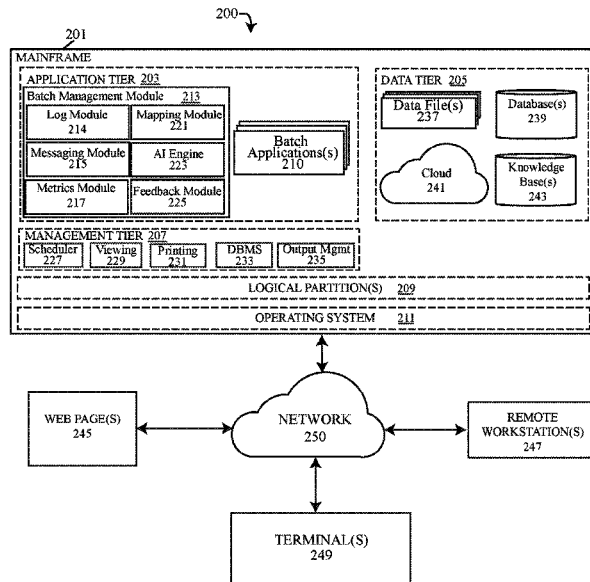 200
201
MAINFRAME
APPLICATION TIER 203
Batch Management Module 213
Log Module
214
Mapping Module
221
Messaging Module
215
AI Engine
223
Metrics Module
217
Feedback Module
225
Batch
Applications(s)
210
DATA TIER 205
Data File(s)
237
Database(s)
239
Cloud
241
Knowledge
Base(s)
243
MANAGEMENT TIER 207
Scheduler
227
Viewing
229
Printing
231
DBMS
233
Output Mgmt
235
LOGICAL PARTITION(S) 209
OPERATING SYSTEM 211
WEB PAGE(S)
245
NETWORK
250
REMOTE
WORKSTATION(S)
247
TERMINAL(S)
249